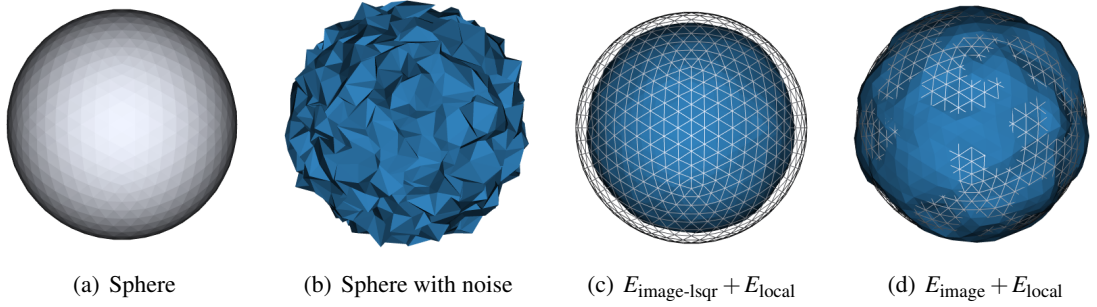 (a) Sphere
(b) Sphere with noise
(c) E_image-lsqr + E_local
(d) E_image + E_local